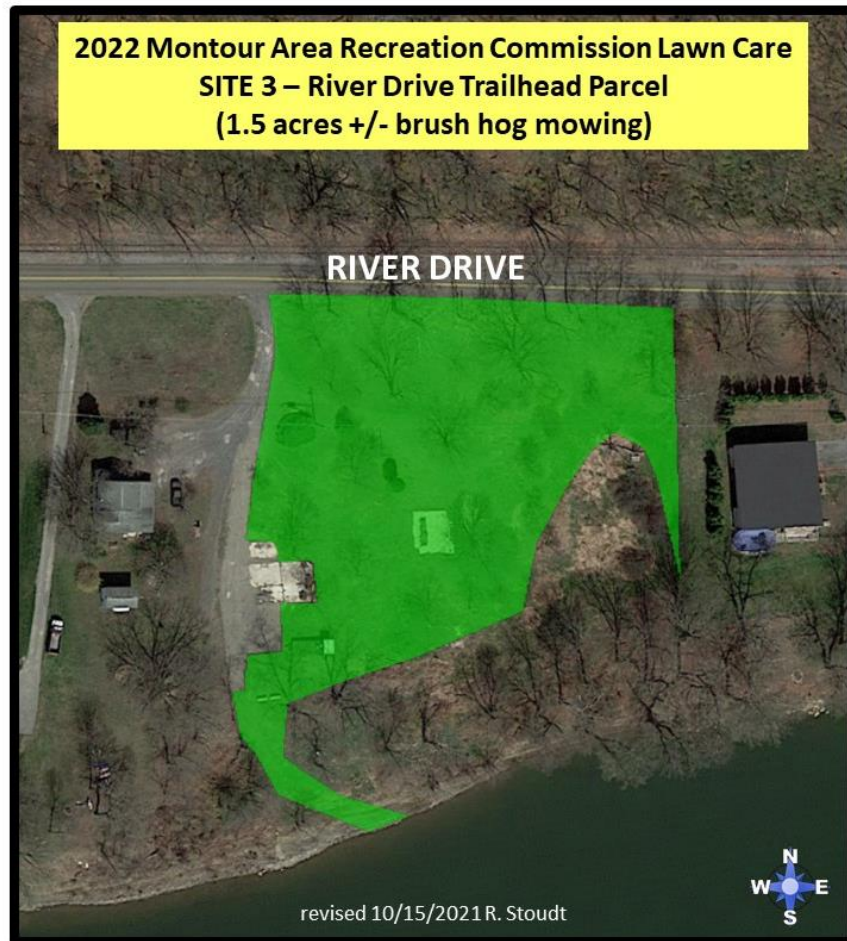 2022 Montour Area Recreation Commission Lawn Care
SITE 3 – River Drive Trailhead Parcel
(1.5 acres +/- brush hog mowing)
RIVER DRIVE
N
W E
S
revised 10/15/2021 R. Stoudt